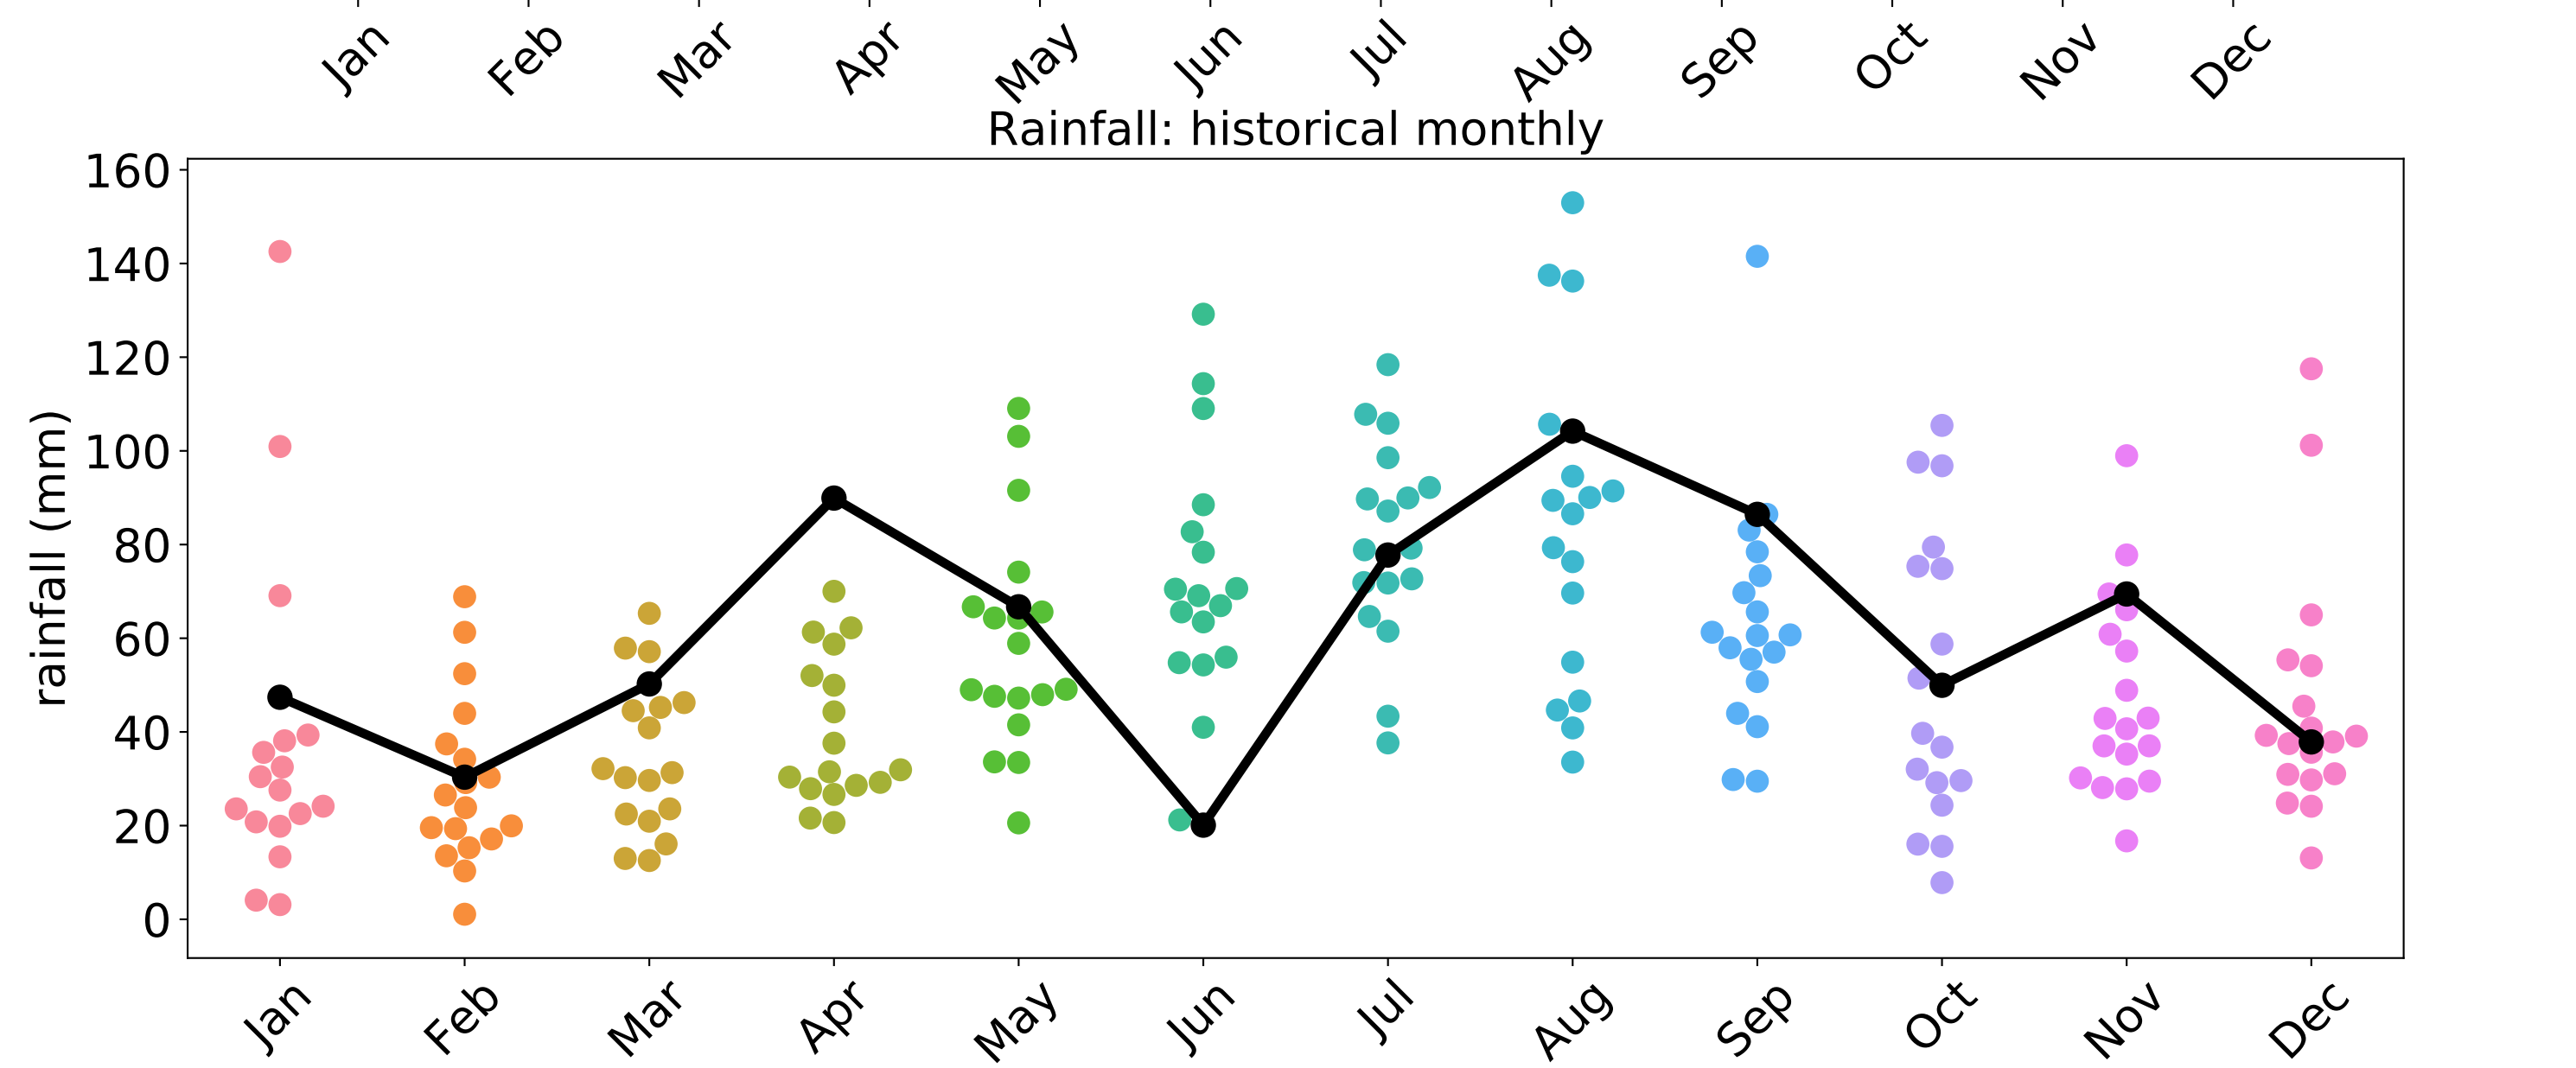 Jan Feb Mar Apr May Jun Jul Aug Sep Oct Nov Dec
Rainfall: historical monthly
160
140
120
100
80
60
40
20
0
rainfall (mm)
Jan Feb Mar Apr May Jun Jul Aug Sep Oct Nov Dec